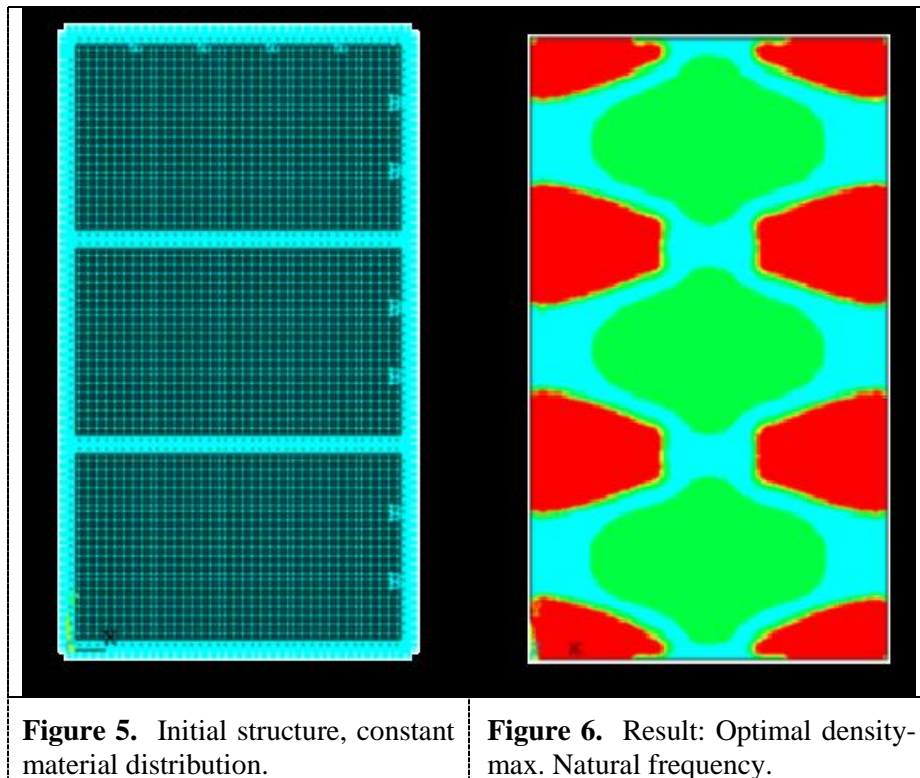 X
Figure 5. Initial structure, constant
material distribution.
Figure 6. Result: Optimal density-
max. Natural frequency.